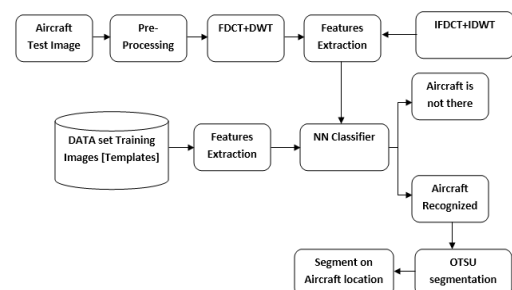 Aircraft
Test Image
Pre-
Processing
FDCT+DWT
Features
Extraction
IFDCT+IDWT
Aircraft is
not there
DATA set Training
Images [Templates]
Features
Extraction
NN Classifier
Aircraft
Recognized
Segment on
Aircraft location
OTSU
segmentation